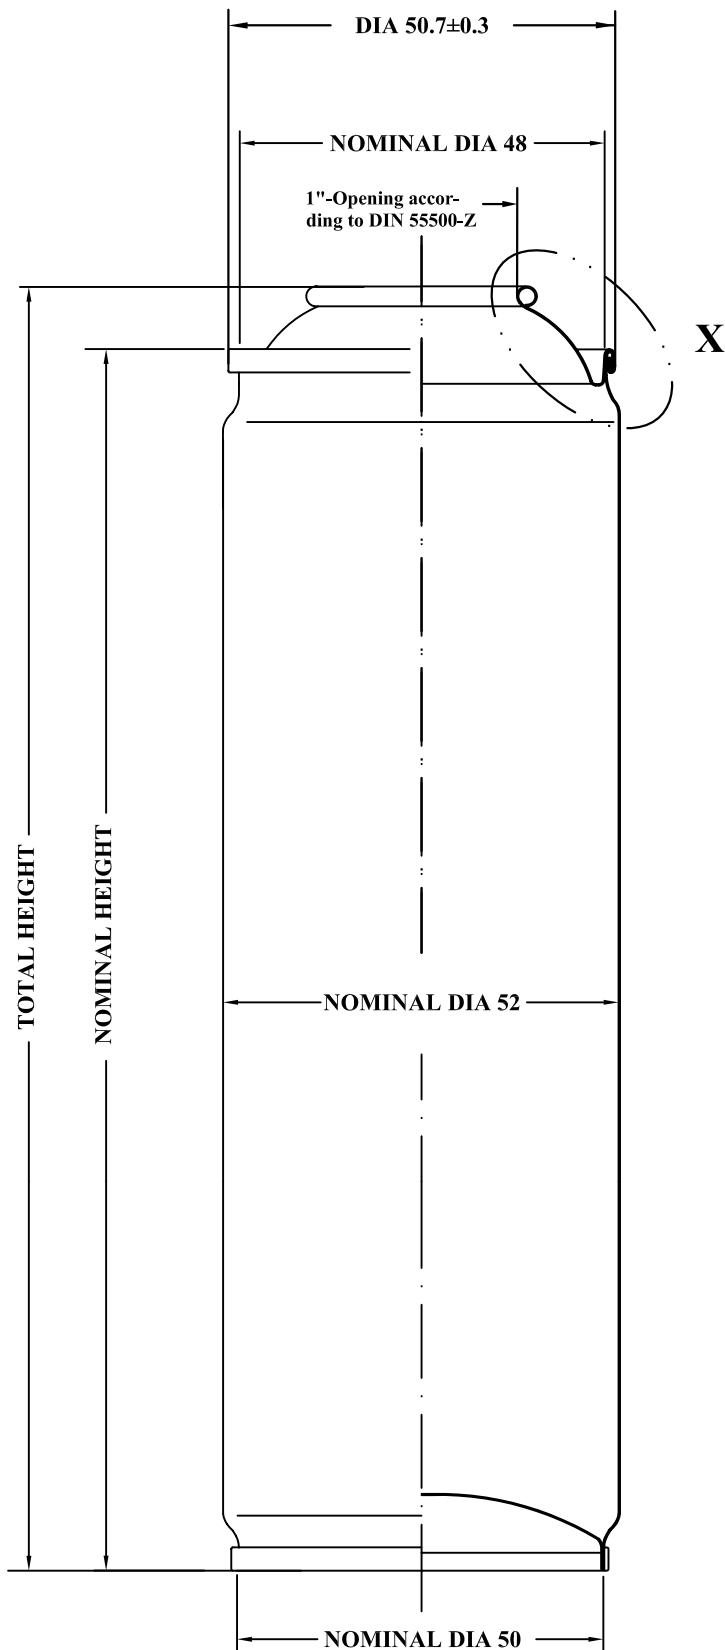 DIA 50.7±0.3
NOMINAL DIA 48
1"-Opening accor-
ding to DIN 55500-Z
X
TOTAL HEIGHT
NOMINAL HEIGHT
NOMINAL DIA 52
NOMINAL DIA 50